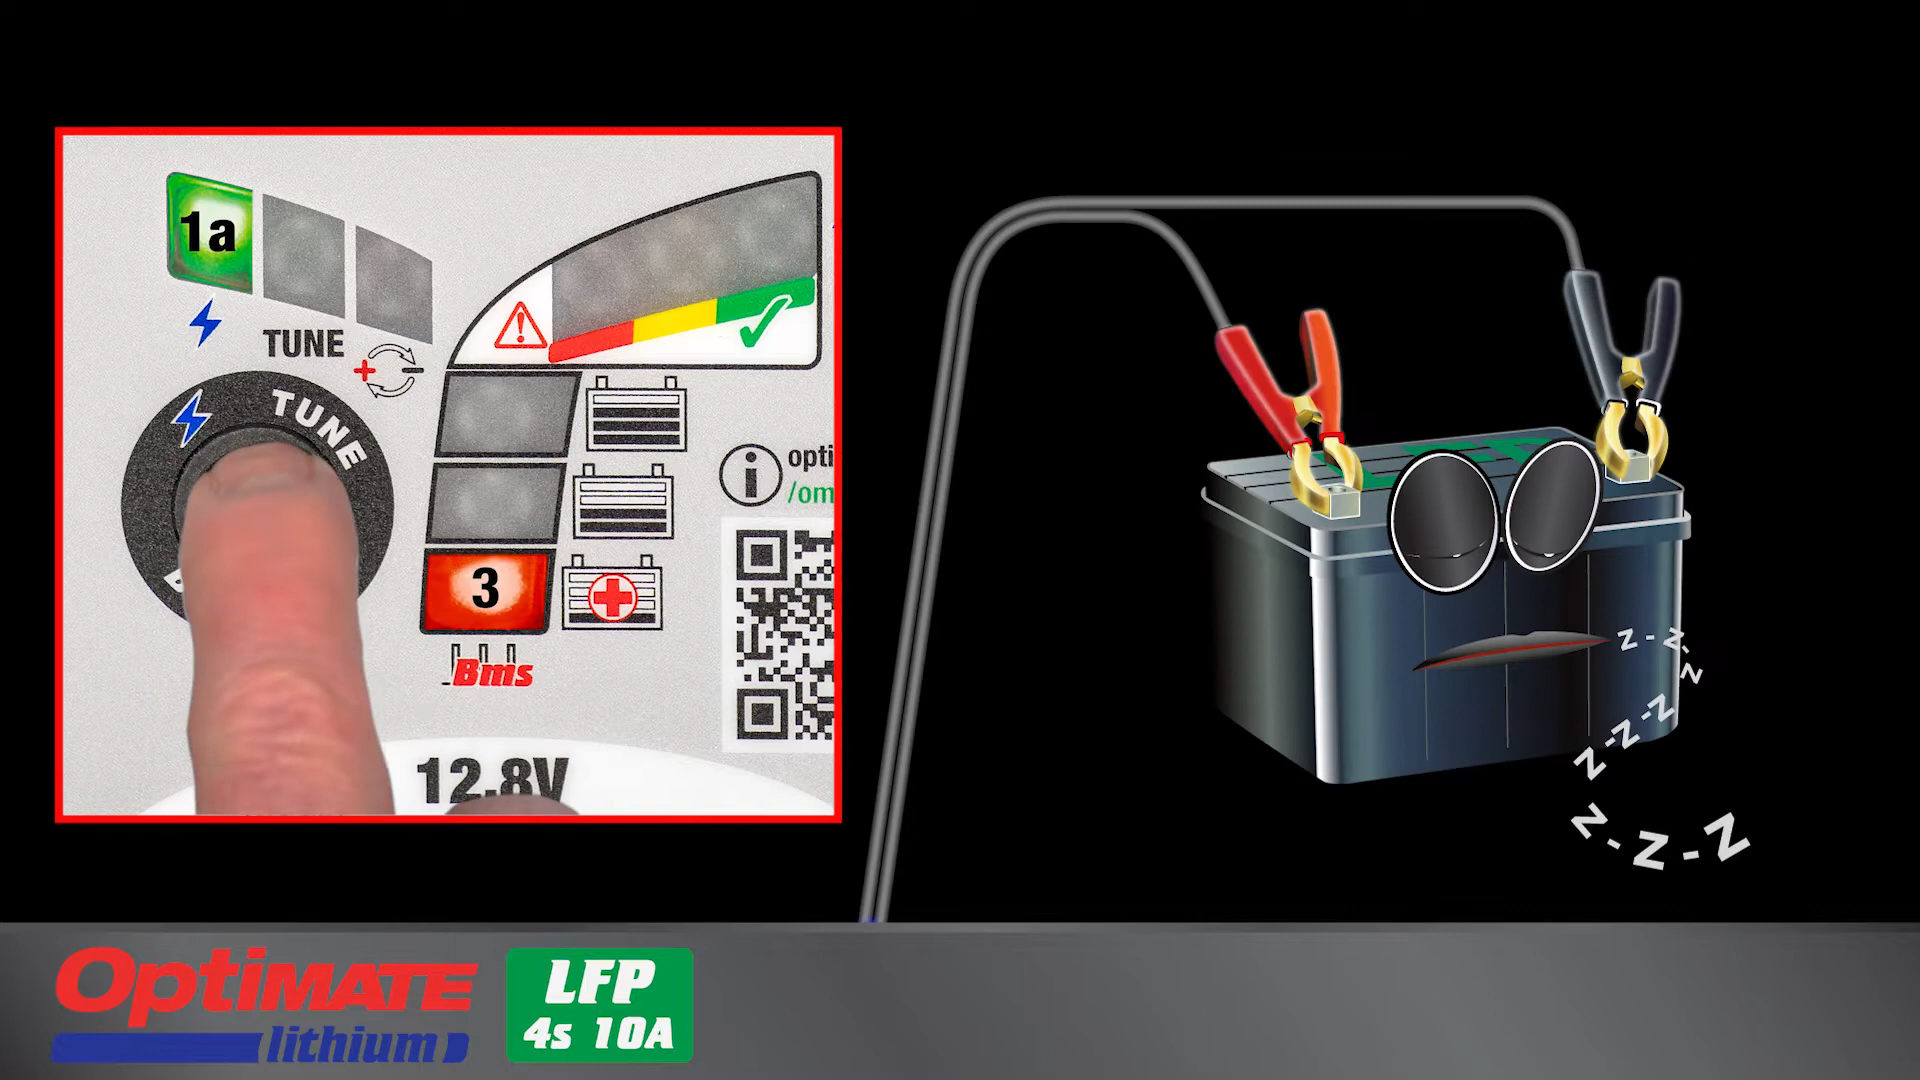 1a
TUNE
TUNE
opti
/om
3
Bms
12.8V
z-z-z
z-z-z
z-z-z
OptiMATE
lithium
LFP
4s 10A